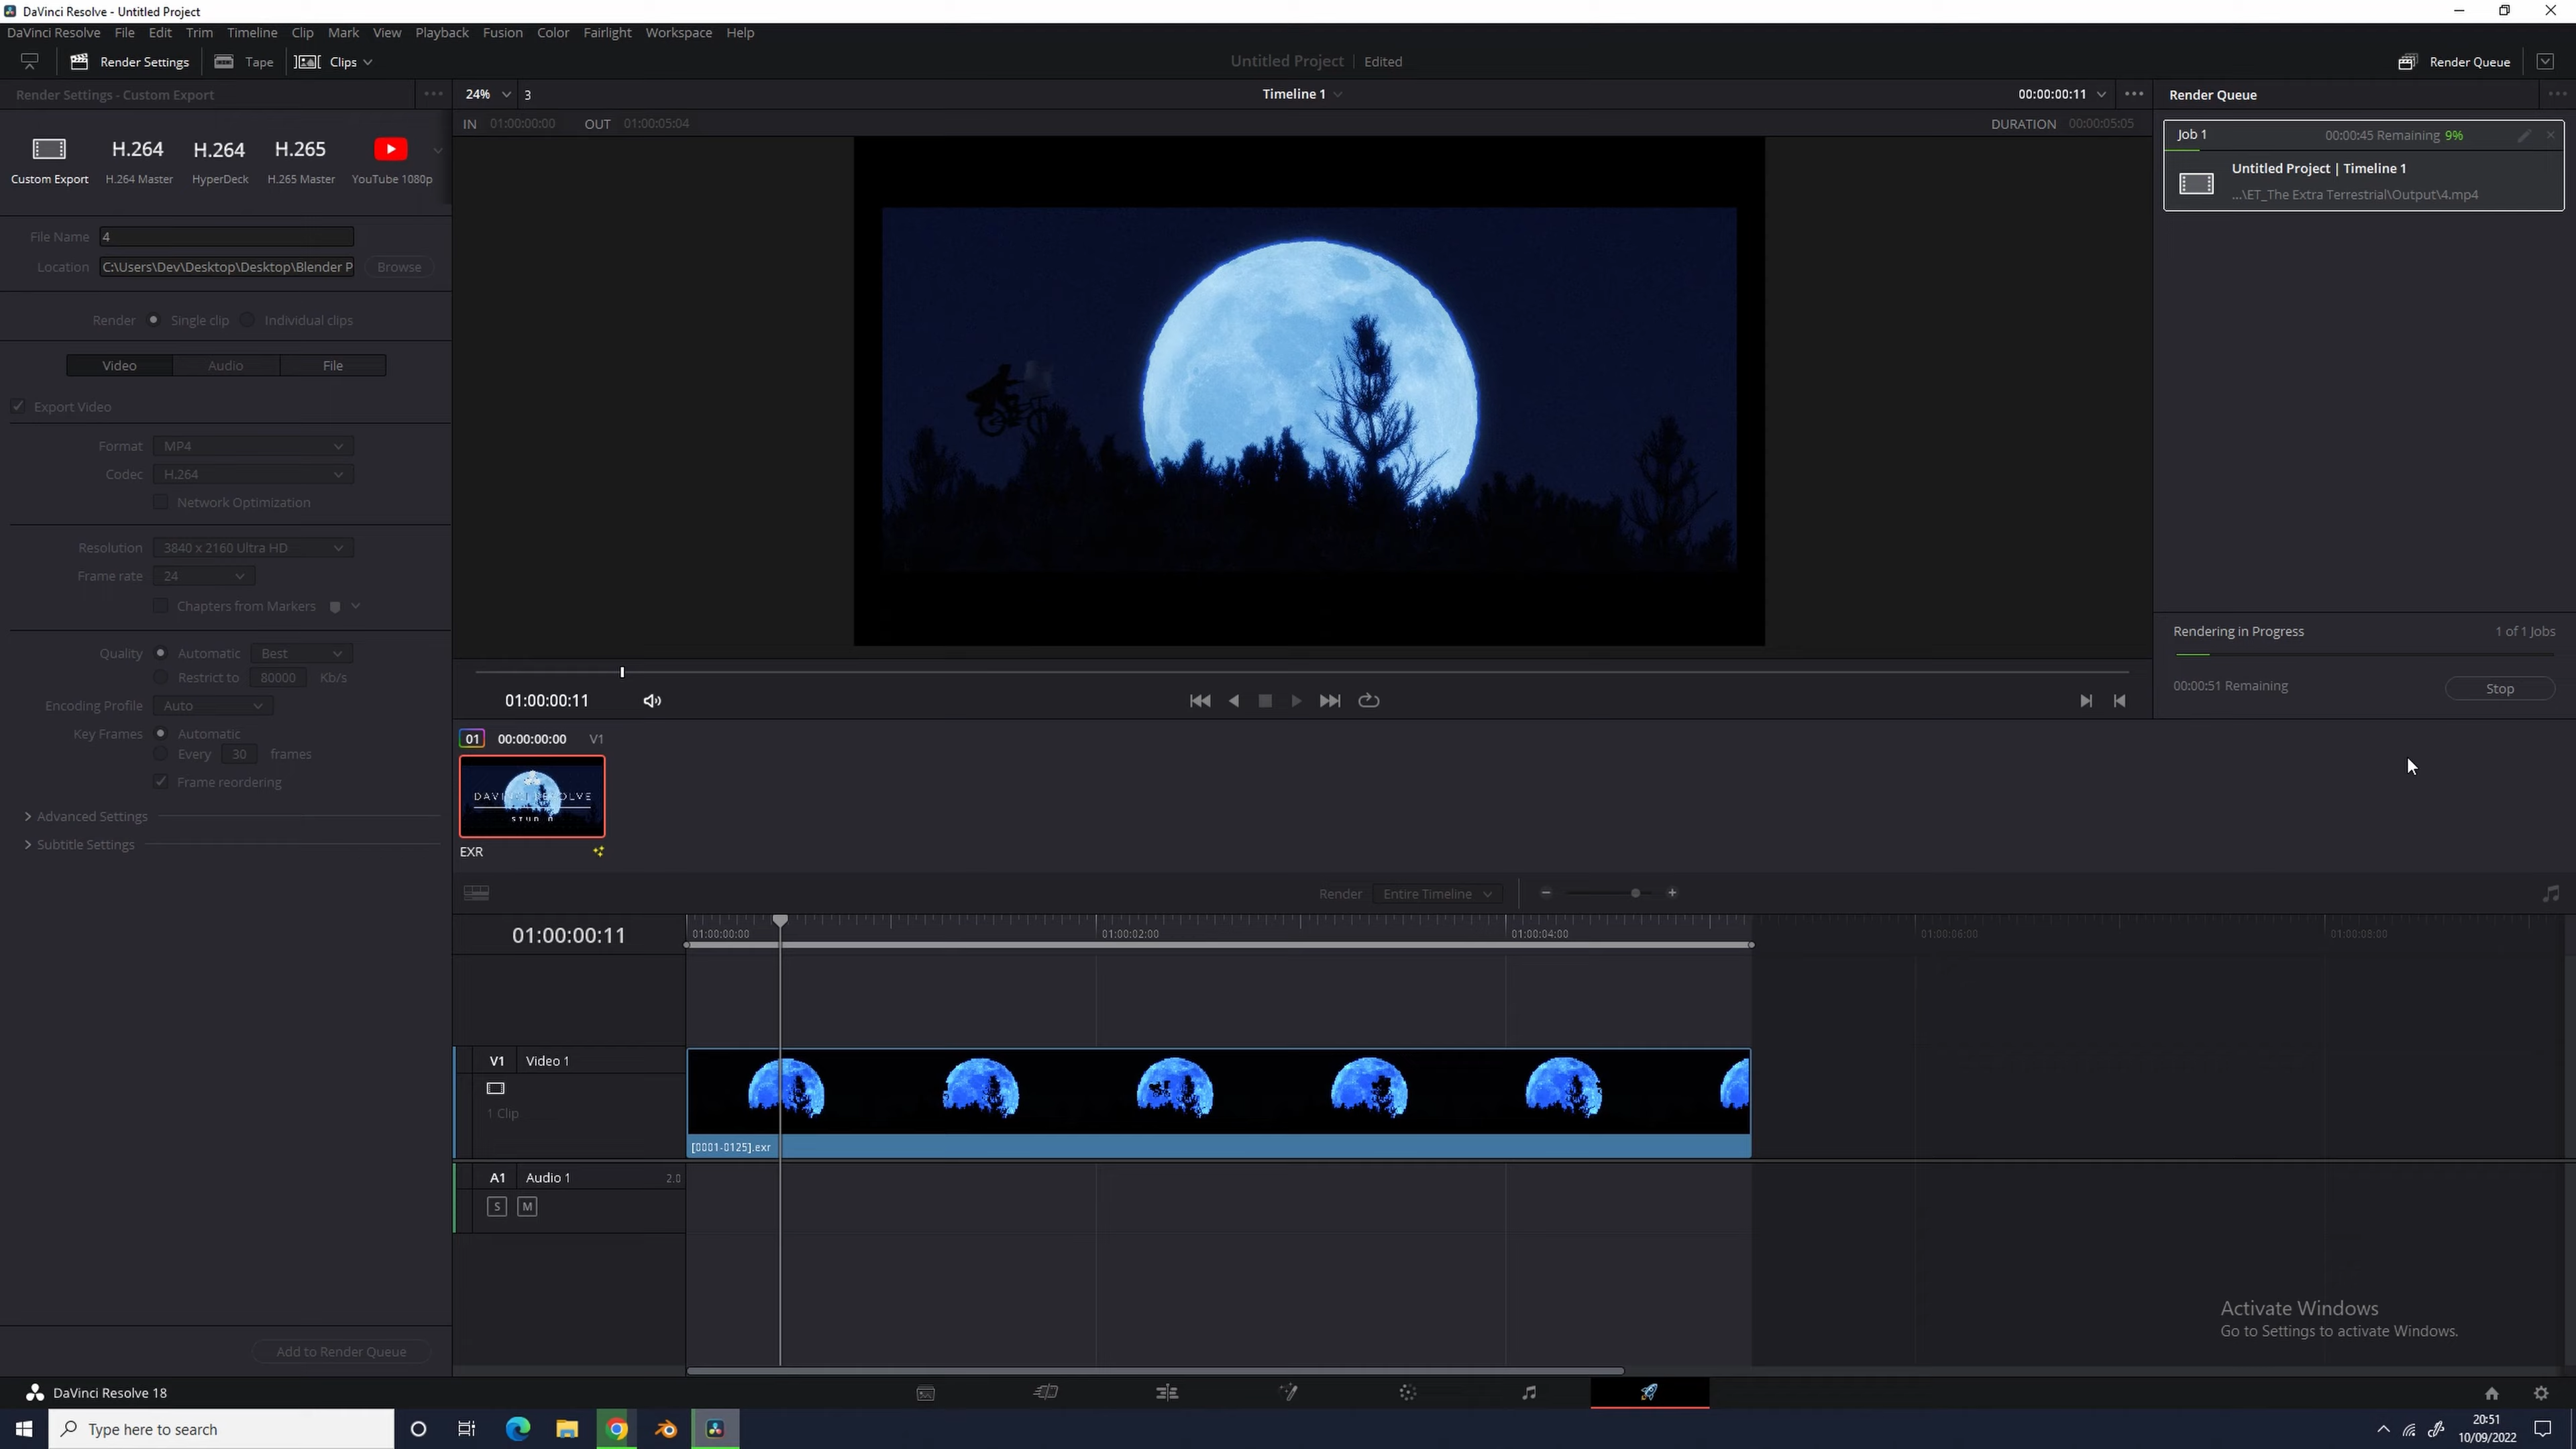 DaVinci Resolve - Untitled Project
DaVinci Resolve File Edit Trim Timeline Clip Mark View Playback Fusion Color Fairlight Workspace Help
Render Settings Tape Clips Untitled Project Edited Render Queue
Render Settings - Custom Export 24% 3 Timeline 1 00:00:00:11 Render Queue
IN 01:00:00:00 OUT 01:00:05:04 DURATION 00:00:05:05
Job 1 00:00:45 Remaining 9%
Untitled Project | Timeline 1
...\ET_The Extra Terrestrial\Output\4.mp4
H.264 H.264 H.265
Custom Export H.264 Master HyperDeck H.265 Master YouTube 1080p
File Name 4
Location C:\Users\Dev\Desktop\Desktop\Blender P Browse
Render Single clip Individual clips
Video Audio File
Export Video
Format MP4
Codec H.264
Network Optimization
Resolution 3840 x 2160 Ultra HD
Frame rate 24
Chapters from Markers
Quality Automatic Best
Restrict to 80000 Kb/s
Encoding Profile Auto
Key Frames Automatic
Every 30 frames
Frame reordering
Advanced Settings
Subtitle Settings
Add to Render Queue
Rendering in Progress 1 of 1 Jobs
00:00:51 Remaining Stop
01:00:00:11
01 00:00:00:00 V1
DAVINCI RESOLVE
STUDIO
EXR
Render Entire Timeline
01:00:00:11
01:00:00:00 01:00:02:00 01:00:04:00 01:00:06:00
V1 Video 1
1 Clip
[0001-0125].exr
A1 Audio 1 2.0
S M
Activate Windows
Go to Settings to activate Windows.
DaVinci Resolve 18
Type here to search
20:51
10/09/2022